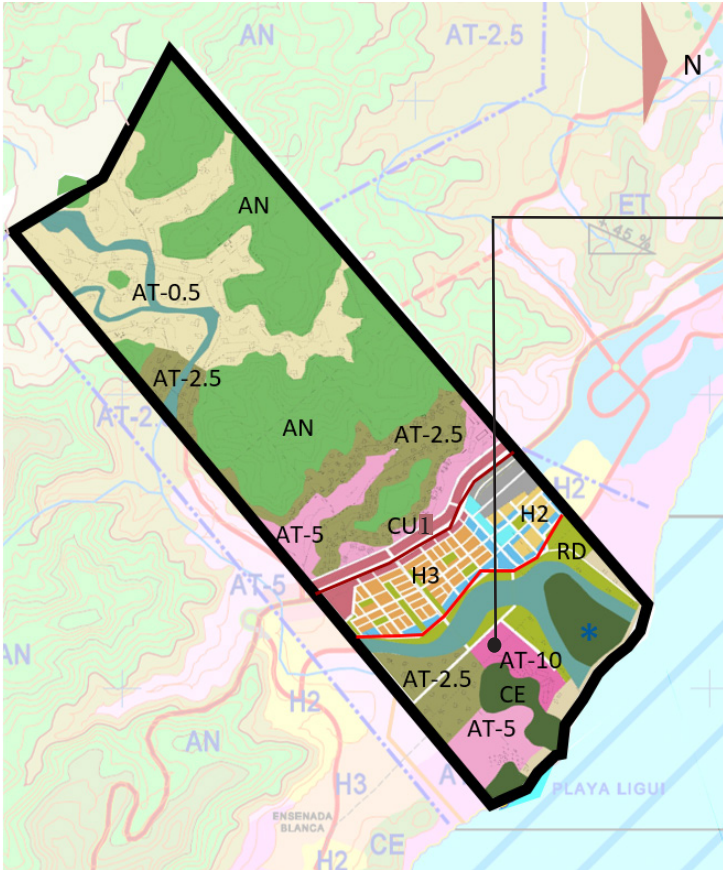 AN
AT-2.5
N
ET
+ 45 %
AN
AT-0.5
AT-2.5
AT-2.5
AN
AT-2.5
H2
AT-5
CU1
H2
RD
H3
AT-5
AN
*
AT-10
AT-2.5
CE
H2
AT-5
AN
H3
PLAYA LIGUI
ENSENADA
BLANCA
CE
H2